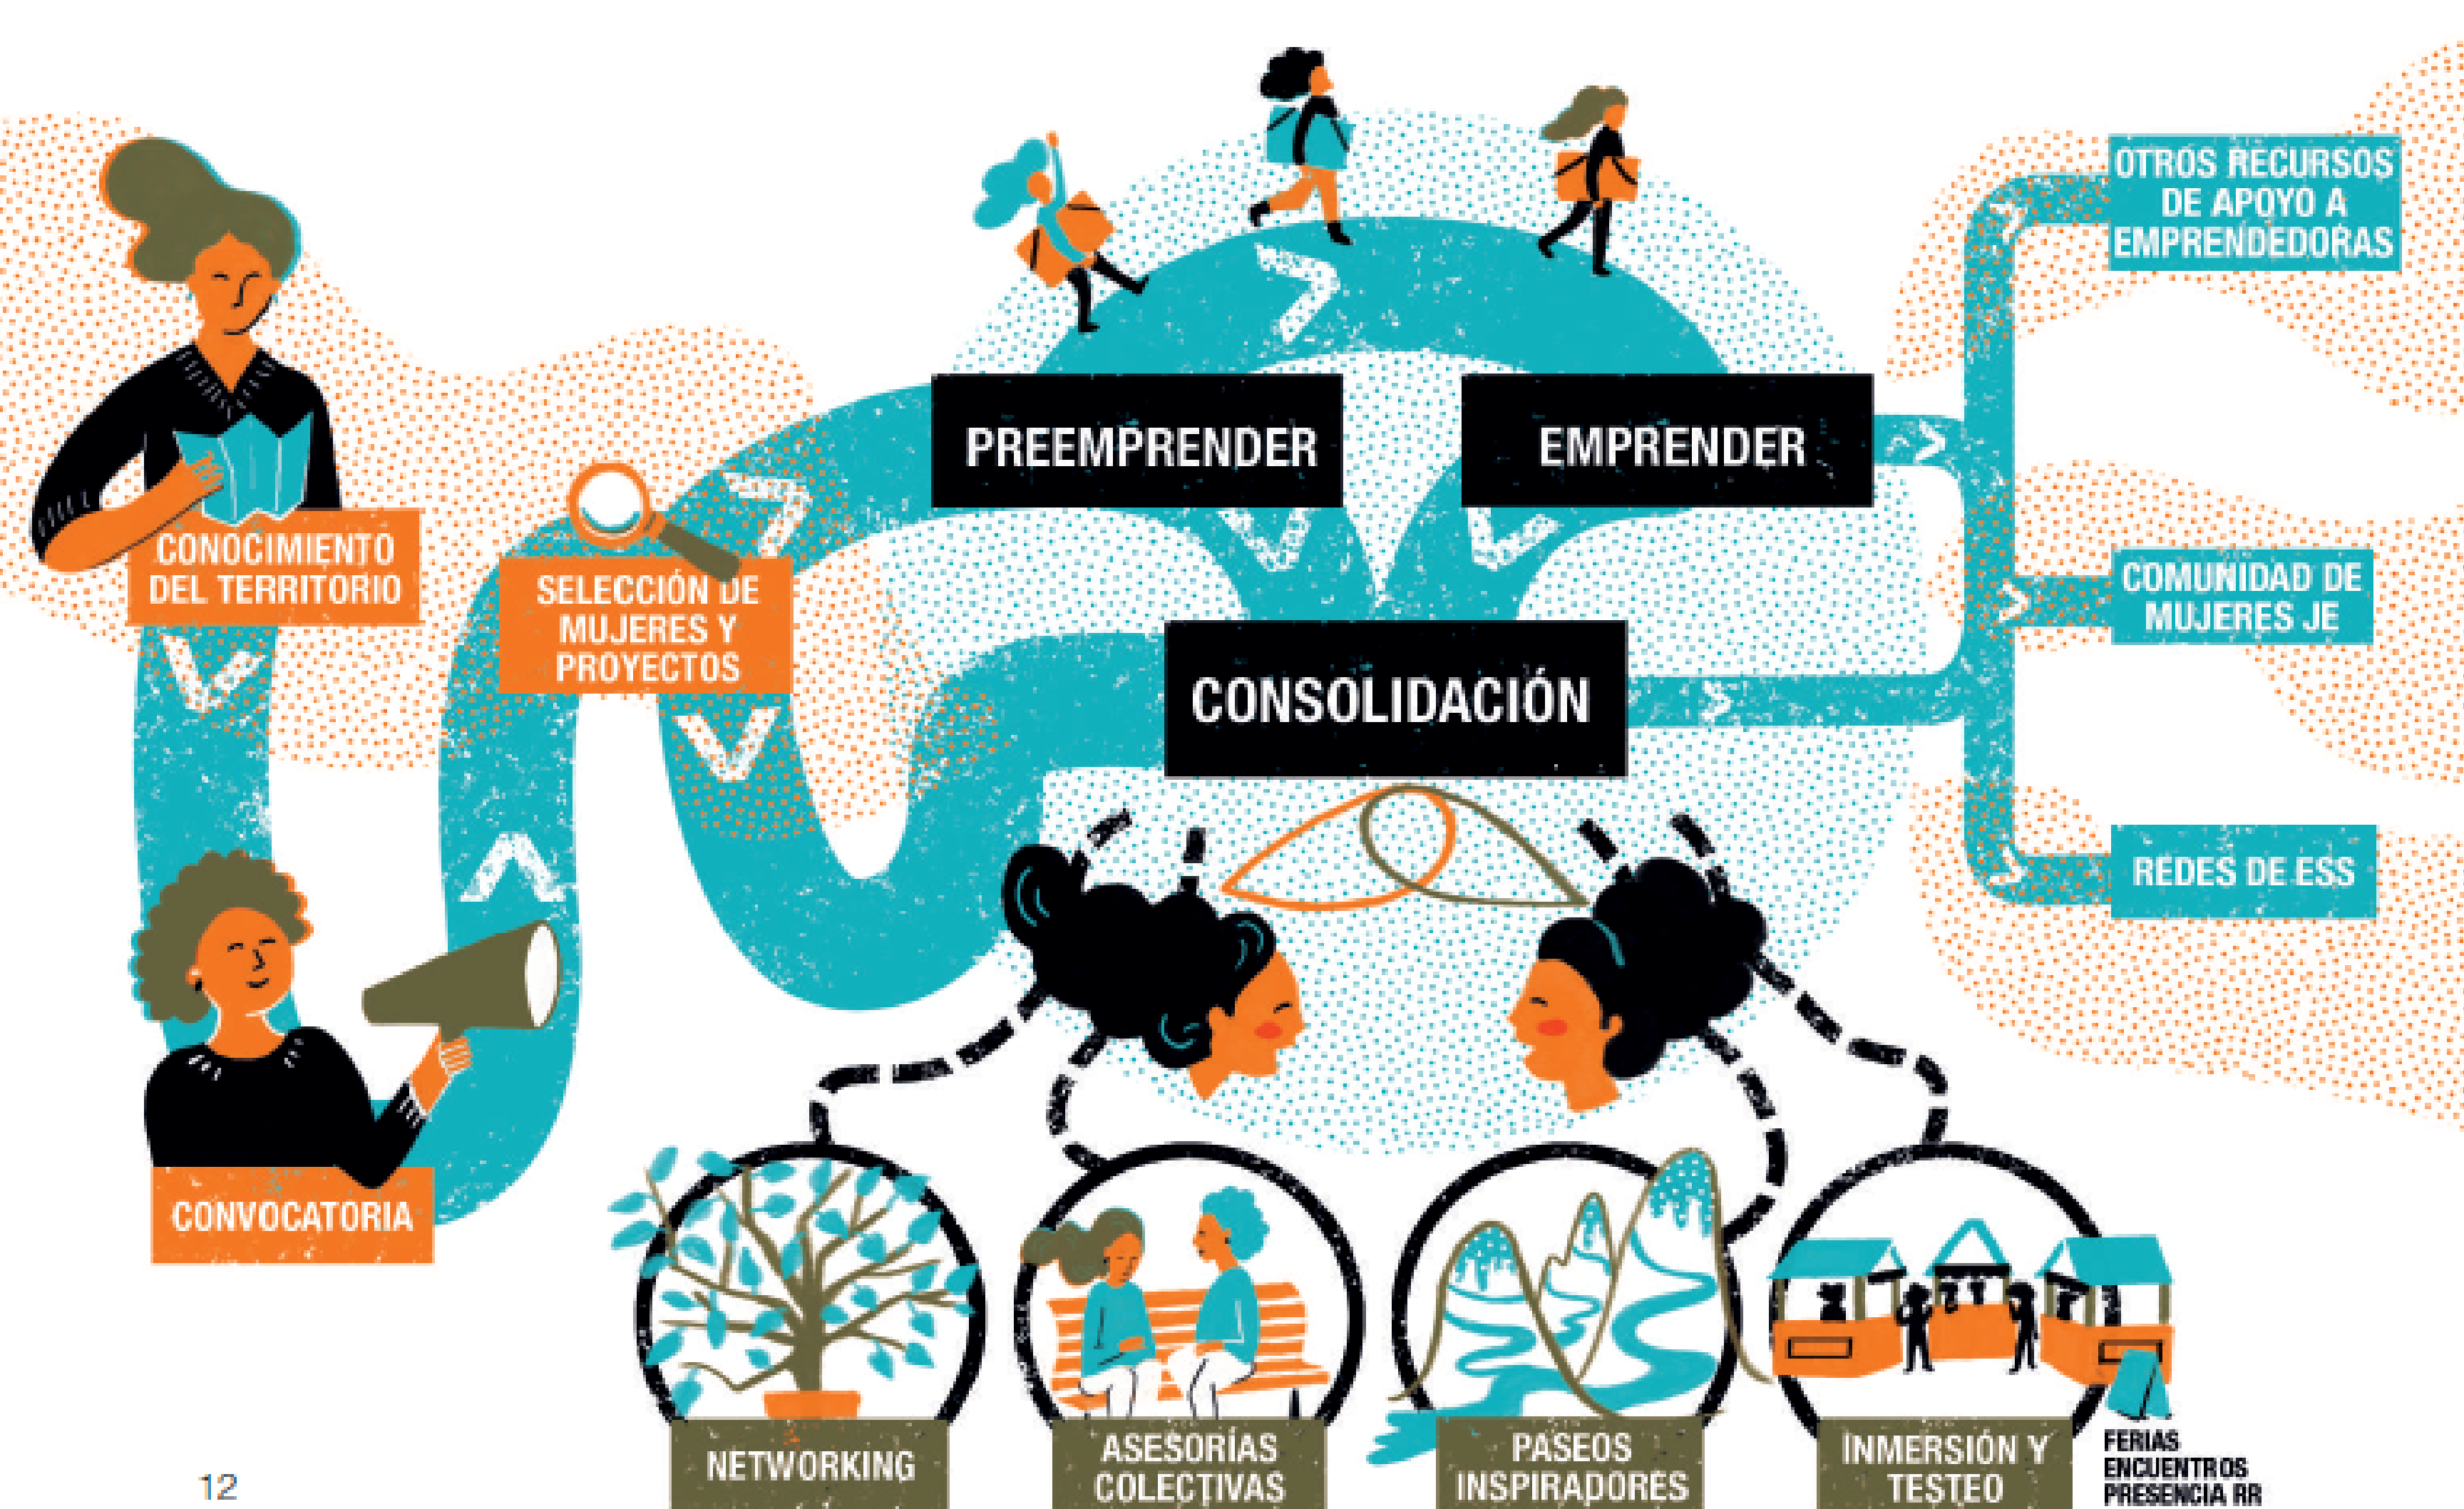 CONOCIMIENTO
DEL TERRITORIO
CONVOCATORIA
SELECCIÓN DE
MUJERES Y
PROYECTOS
PREEMPRENDER
EMPRENDER
CONSOLIDACIÓN
OTROS RECURSOS
DE APOYO A
EMPRENDEDORAS
COMUNIDAD DE
MUJERES JE
REDES DE ESS
NETWORKING
ASESORÍAS
COLECTIVAS
PASEOS
INSPIRADORES
INMERSIÓN Y
TESTEO
FERIAS
ENCUENTROS
PRESENCIA RR
12